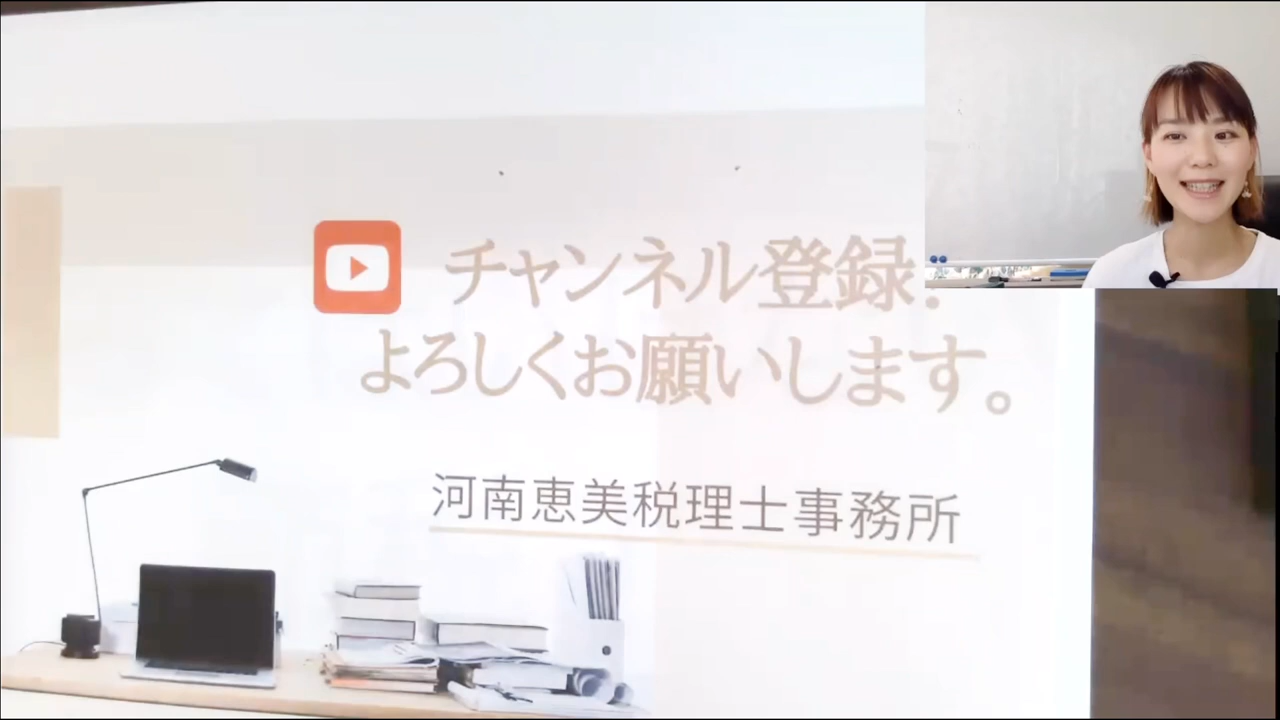 チャンネル登録
よろしくお願いします。
河南恵美税理士事務所